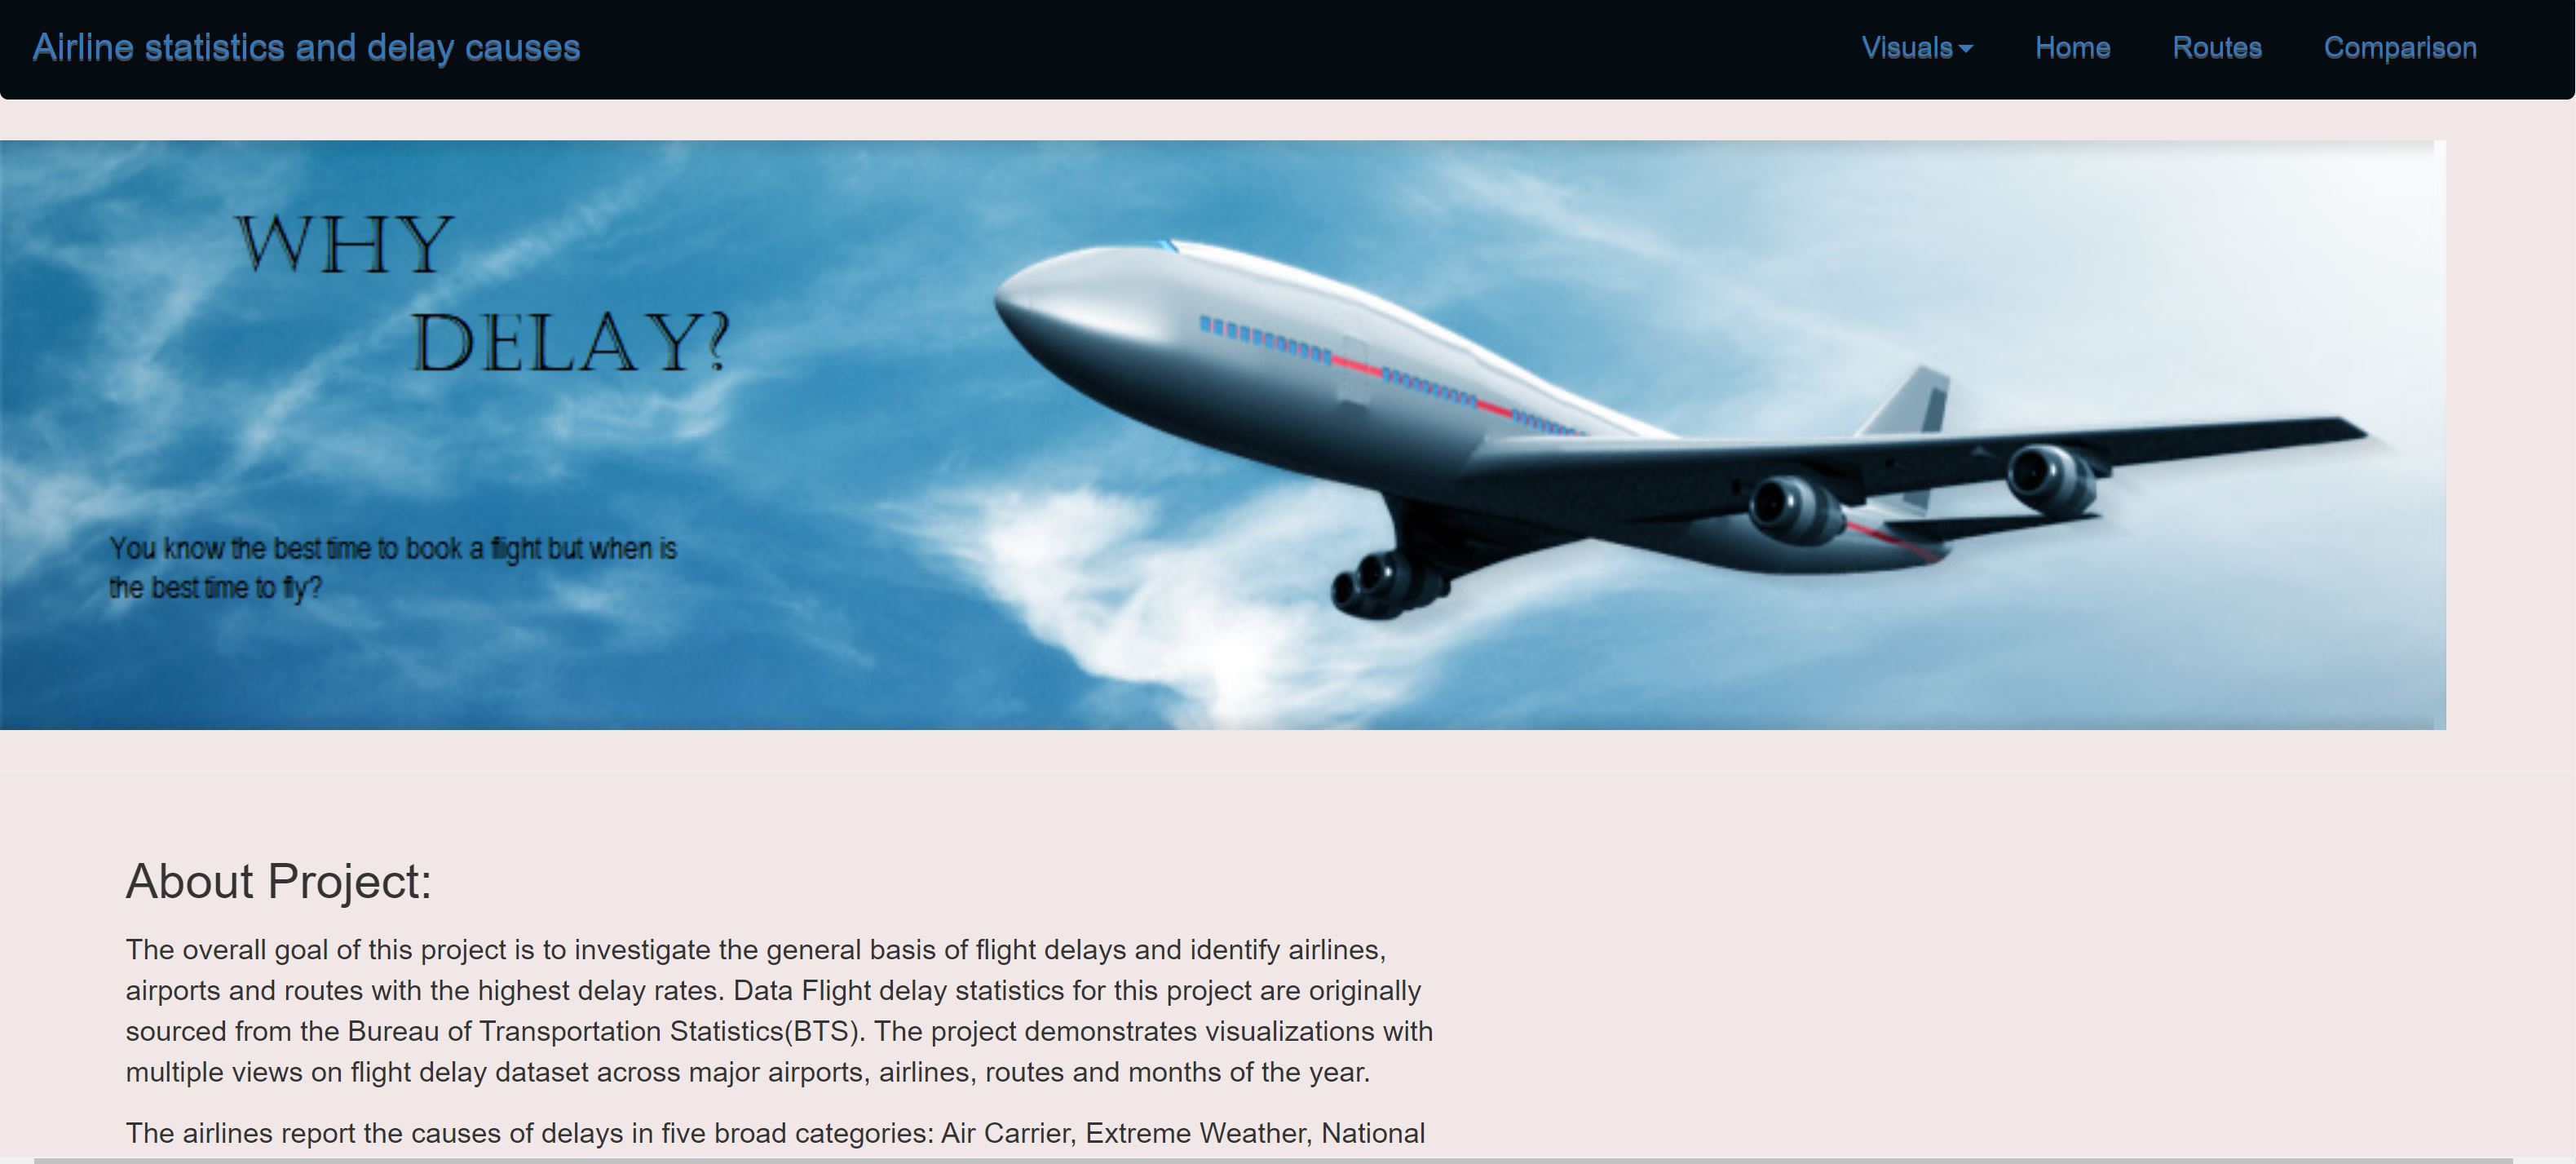 Airline statistics and delay causes
Visuals
Home
Routes
Comparison
WHY
DELAY?
You know the best time to book a flight but when is
the best time to fly?
About Project:
The overall goal of this project is to investigate the general basis of flight delays and identify airlines,
airports and routes with the highest delay rates. Data Flight delay statistics for this project are originally
sourced from the Bureau of Transportation Statistics(BTS). The project demonstrates visualizations with
multiple views on flight delay dataset across major airports, airlines, routes and months of the year.
The airlines report the causes of delays in five broad categories: Air Carrier, Extreme Weather, National